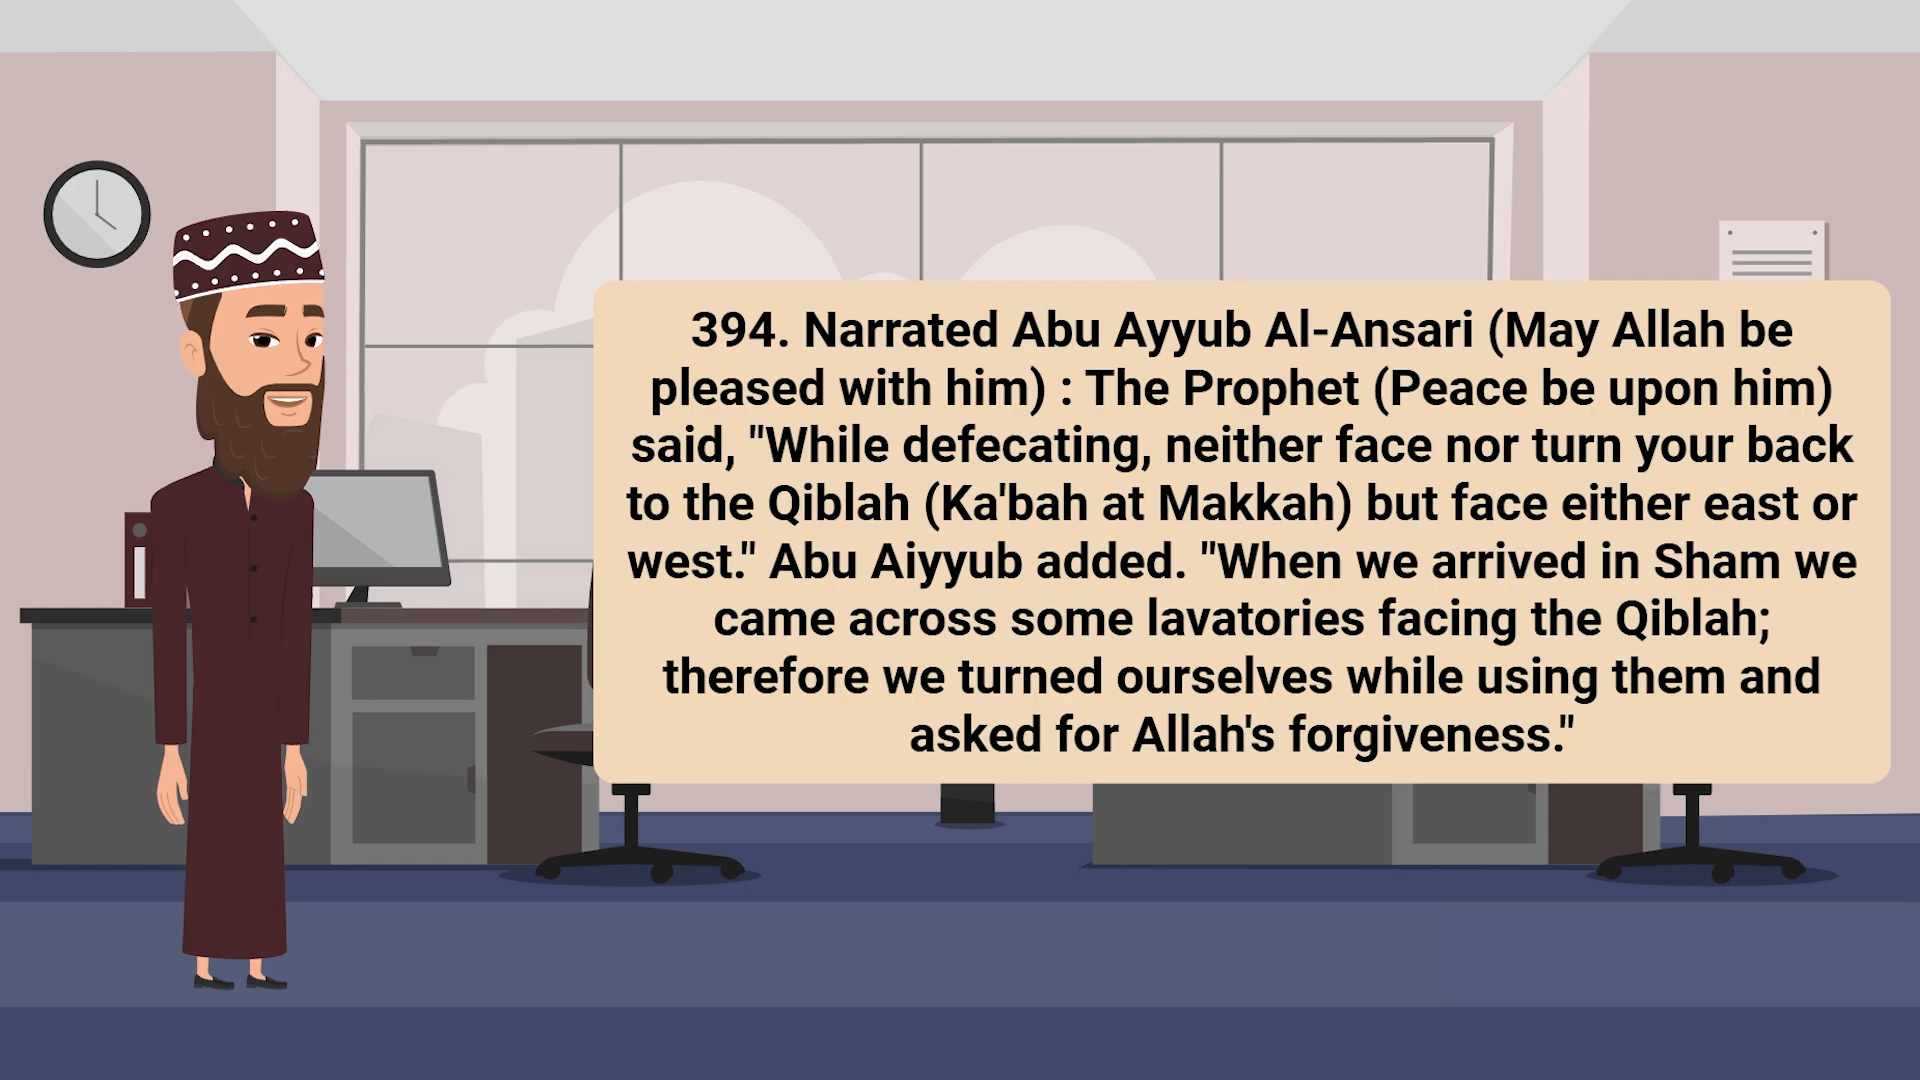 394. Narrated Abu Ayyub Al-Ansari (May Allah be
pleased with him) : The Prophet (Peace be upon him)
said, "While defecating, neither face nor turn your back
to the Qiblah (Ka'bah at Makkah) but face either east or
west." Abu Aiyyub added. "When we arrived in Sham we
came across some lavatories facing the Qiblah;
therefore we turned ourselves while using them and
asked for Allah's forgiveness."